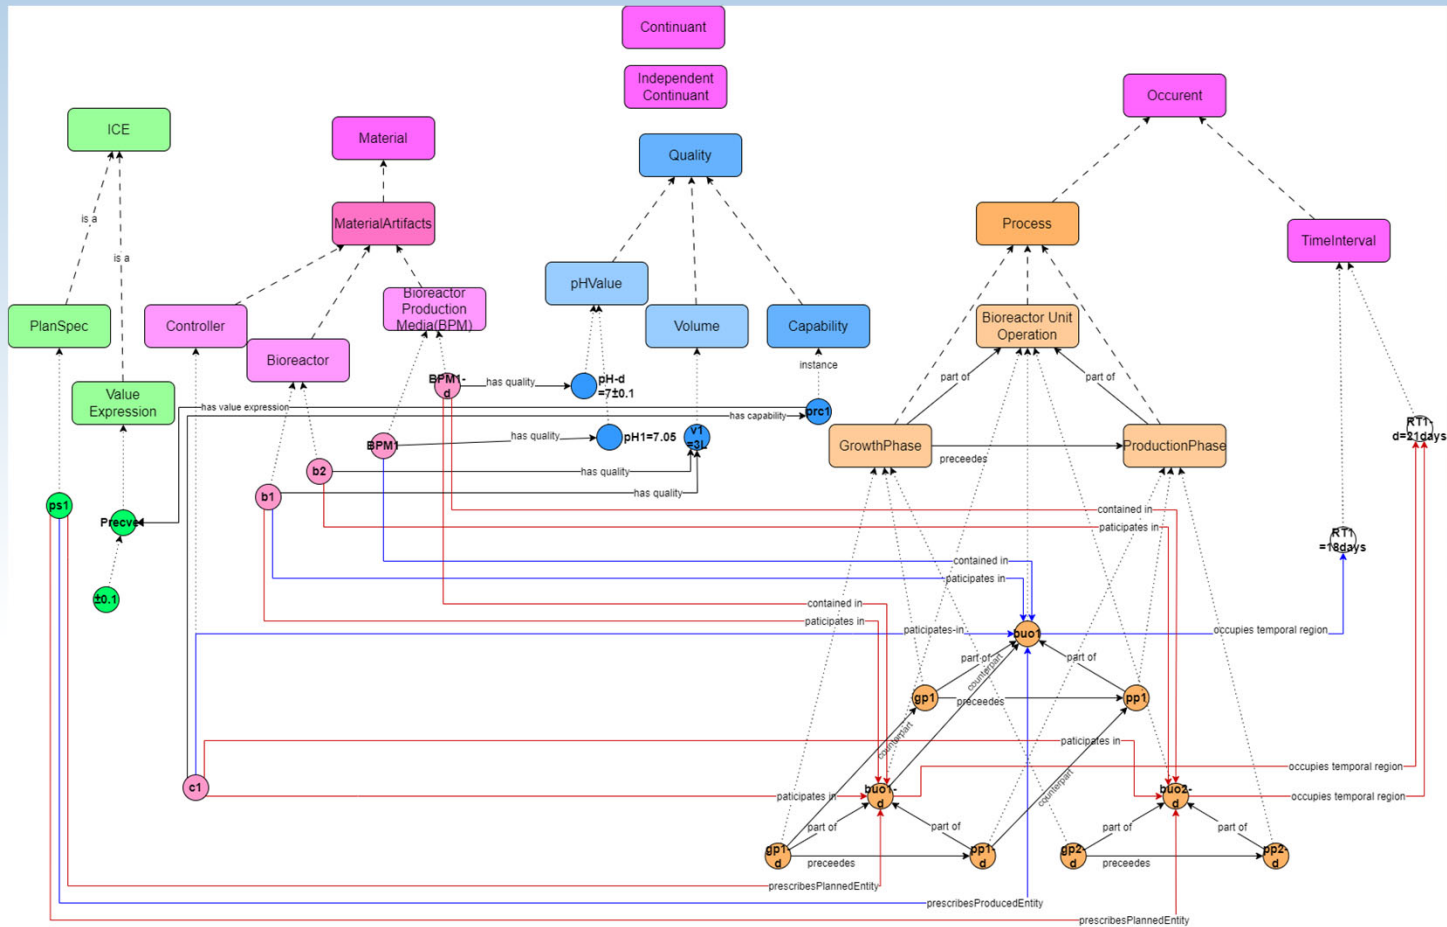 Continuant
Independent
Continuant
Occurent
ICE
Material
Quality
is a
MaterialArtifacts
Process
TimeInterval
is a
pHValue
Bioreactor
Production
Media(BPM)
PlanSpec
Controller
Volume
Capability
Bioreactor Unit
Operation
Bioreactor
instance
part of
part of
BPM1-
d
has quality
pH-d
=7±0.1
Value
Expression
has value expression
has capability
prc1
RT1-
d=21days
BPM1
has quality
pH1=7.05
v1
=3L
GrowthPhase
preceedes
ProductionPhase
b2
has quality
b1
has quality
ps1
Precve
contained in
paticipates in
RT1
=18days
contained in
paticipates in
±0.1
contained in
paticipates in
paticipates-in
buo1
occupies temporal region
part of
counterpart
part of
gp1
preceedes
pp1
counterpart
paticipates in
occupies temporal region
c1
paticipates in
buo1-
d
counterpart
buo2-
d
occupies temporal region
part of
part of
part of
part of
gp1-
d
preceedes
pp1-
d
gp2-
d
preceedes
pp2-
d
prescribesPlannedEntity
prescribesProducedEntity
prescribesPlannedEntity